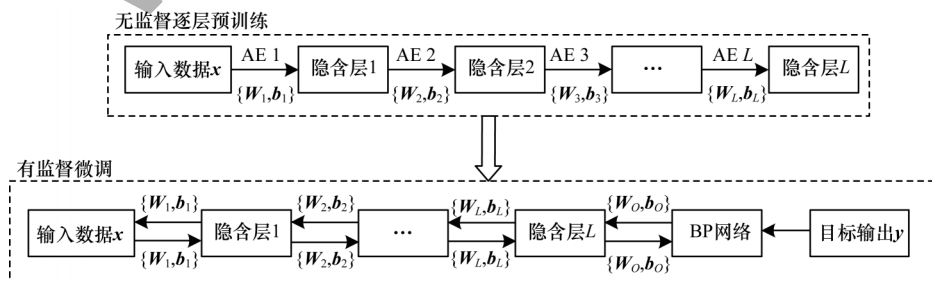 无监督逐层预训练
输入数据x AE 1 隐含层1 AE 2 隐含层2 AE 3 ··· AE L 隐含层L
{W1,b1} {W2,b2} {W3,b3} {WL,bL}
有监督微调
{W1,b1} {W2,b2} {WL,bL} {WO,bO}
输入数据x 隐含层1 ··· 隐含层L BP网络 目标输出y
{W1,b1} {W2,b2} {WL,bL} {WO,bO}